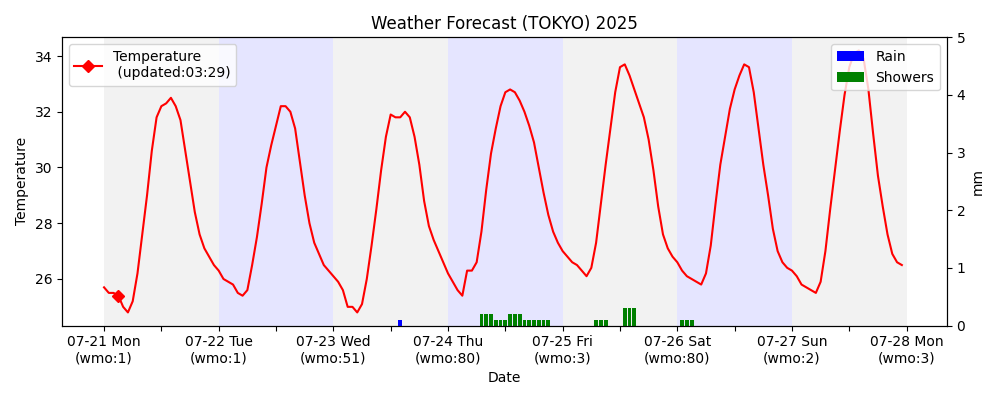 Weather Forecast (TOKYO) 2025
Temperature
(updated:03:29)
Rain
Showers
34
32
30
28
26
Temperature
5
4
3
2
1
0
mm
07-21 Mon
(wmo:1)
07-22 Tue
(wmo:1)
07-23 Wed
(wmo:51)
07-24 Thu
(wmo:80)
07-25 Fri
(wmo:3)
07-26 Sat
(wmo:80)
07-27 Sun
(wmo:2)
07-28 Mon
(wmo:3)
Date